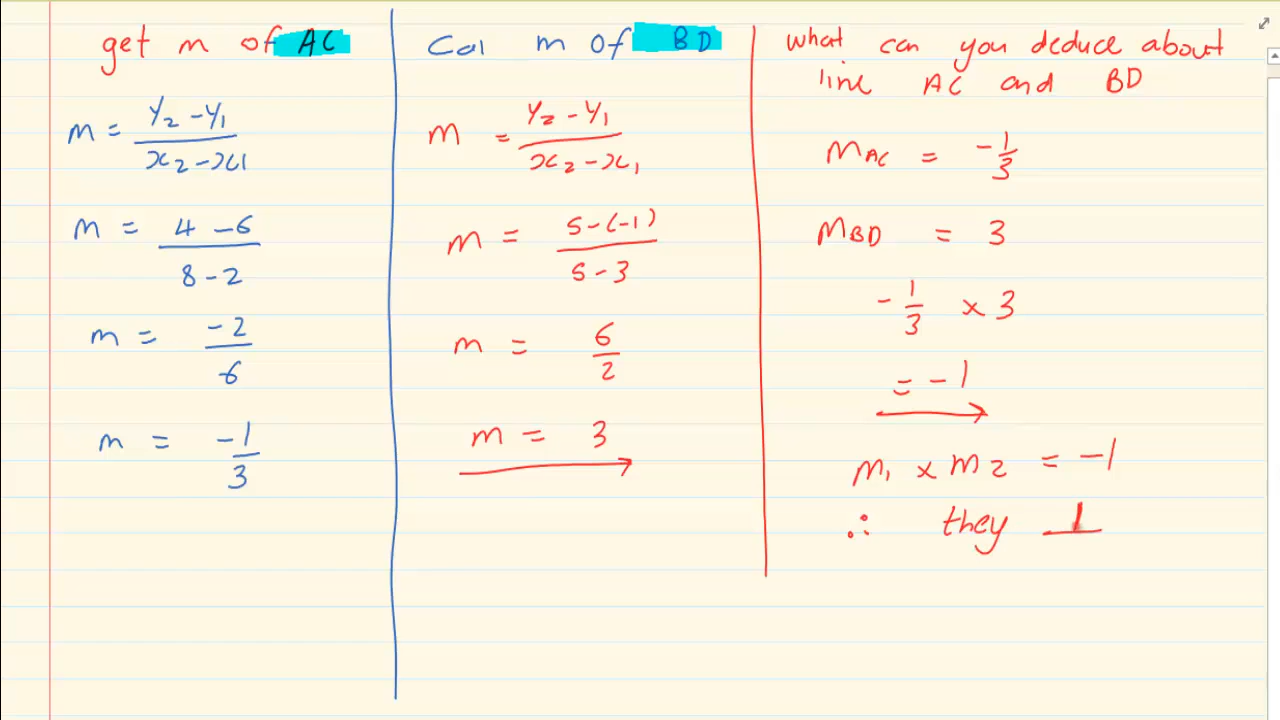 get m of AC
m = y₂ - y₁ / x₂ - x₁
m = 4 - 6 / 8 - 2
m = -2 / 6
m = -1 / 3
Cal m of BD
m = y₂ - y₁ / x₂ - x₁
m = 5 - (-1) / 5 - 3
m = 6 / 2
m = 3
what can you deduce about
line AC and BD
m AC = -1/3
m BD = 3
-1/3 × 3
= -1
m₁ × m₂ = -1
∴ they ⊥